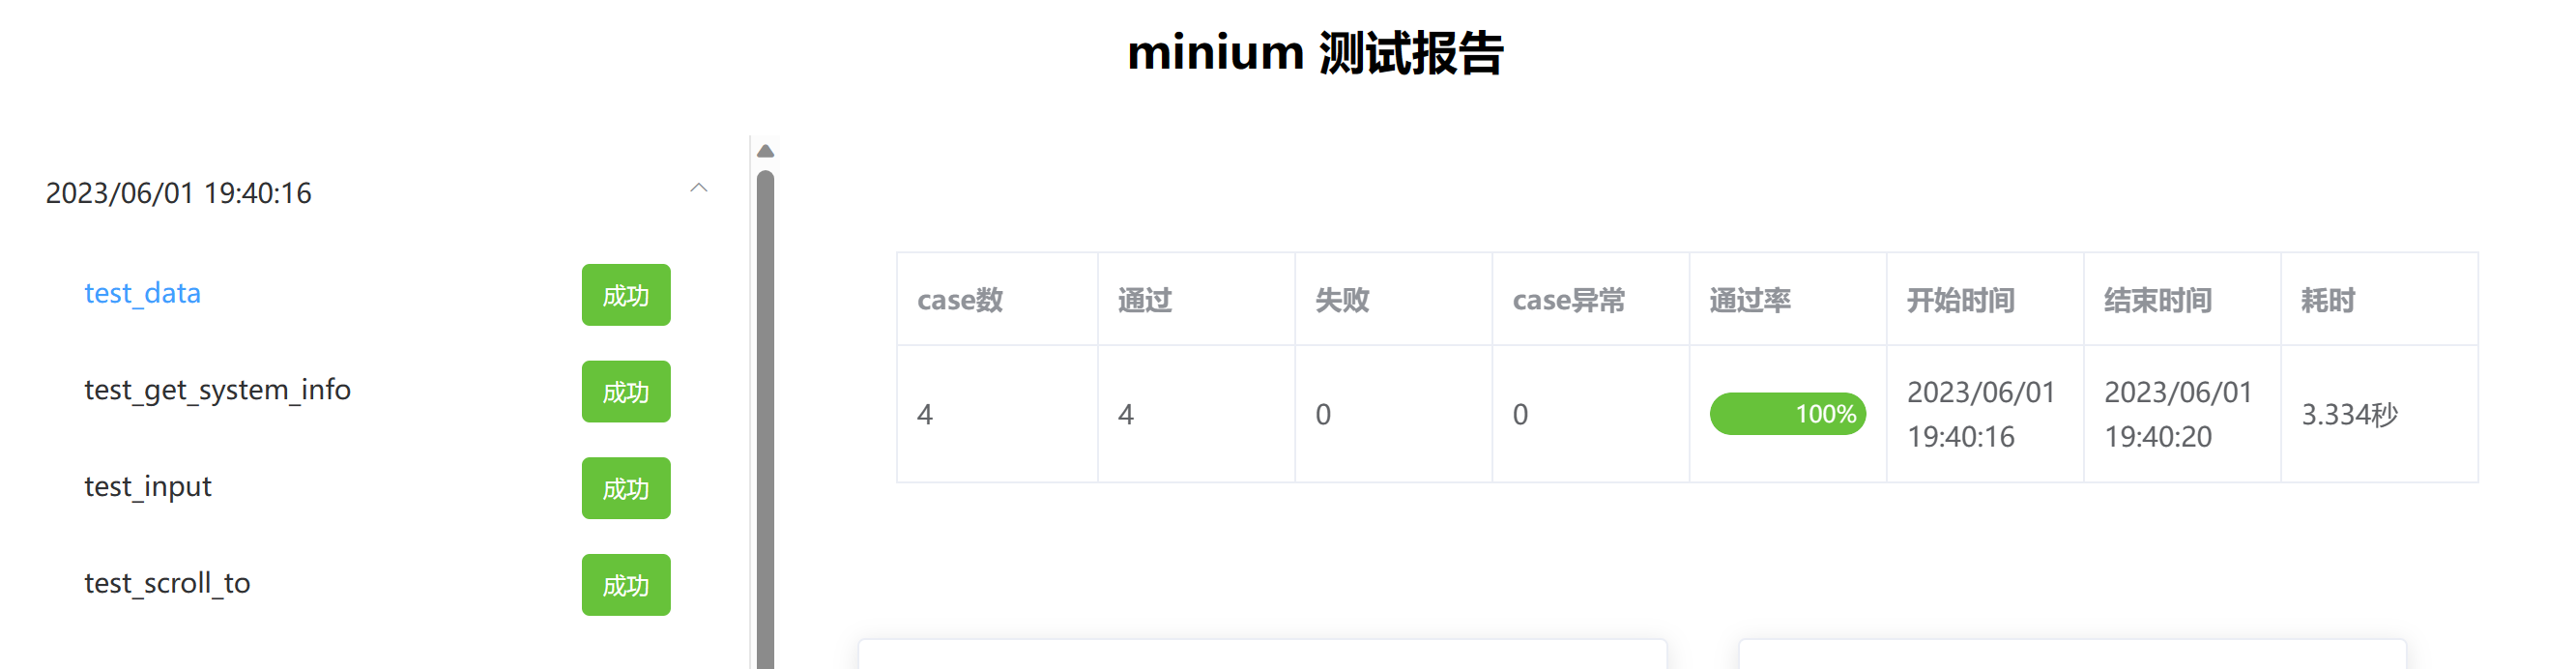 minium 测试报告
2023/06/01 19:40:16
test_data 成功
test_get_system_info 成功
test_input 成功
test_scroll_to 成功
case数 通过 失败 case异常 通过率 开始时间 结束时间 耗时
4 4 0 0 100% 2023/06/01 19:40:16 2023/06/01 19:40:20 3.334秒